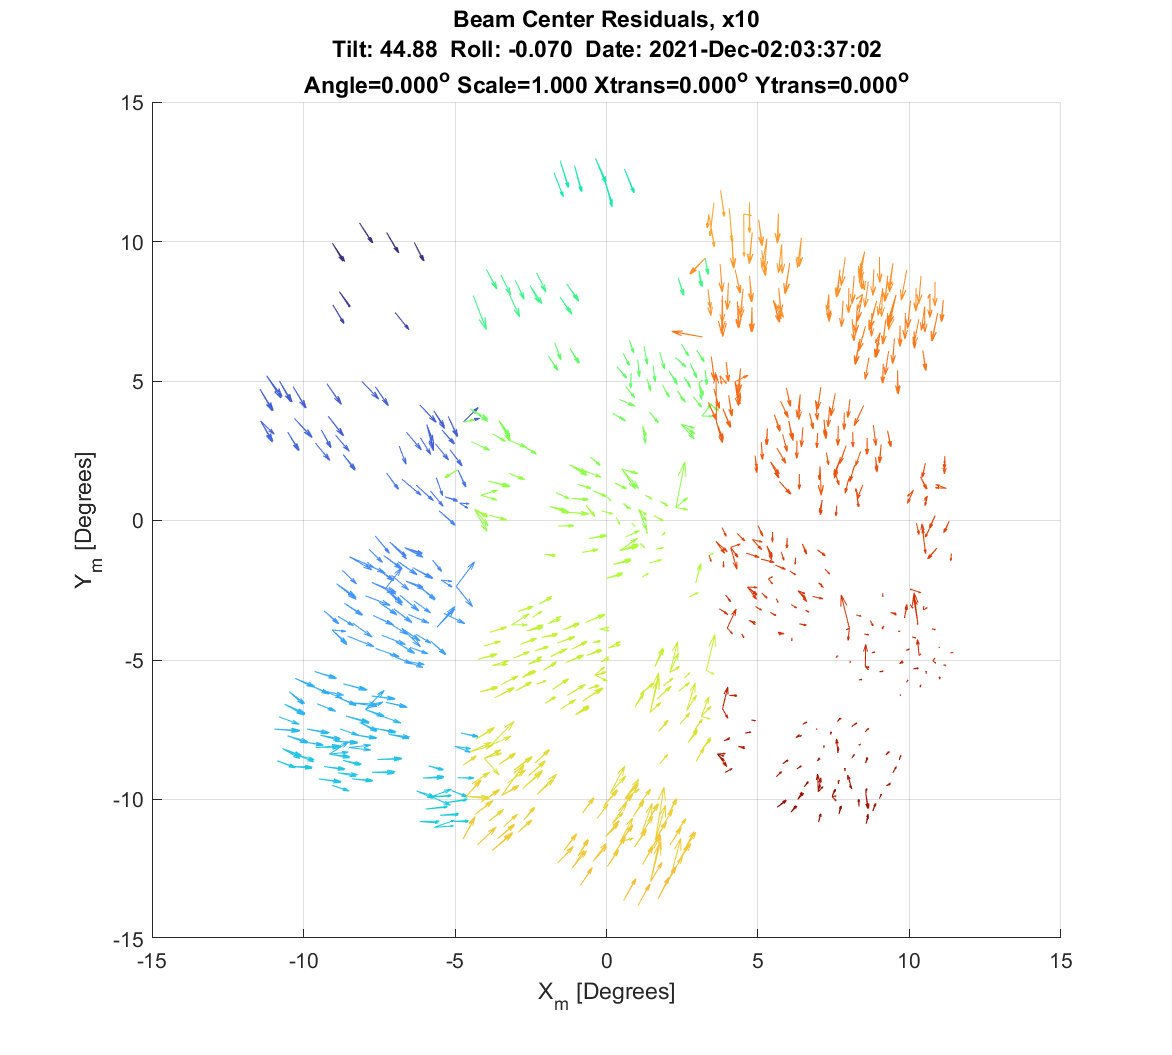 Beam Center Residuals, x10
Tilt: 44.88 Roll: -0.070 Date: 2021-Dec-02:03:37:02
Angle=0.000° Scale=1.000 Xtrans=0.000° Ytrans=0.000°
15
10
5
0
-5
-10
-15
Y_m [Degrees]
-15 -10 -5 0 5 10 15
X_m [Degrees]